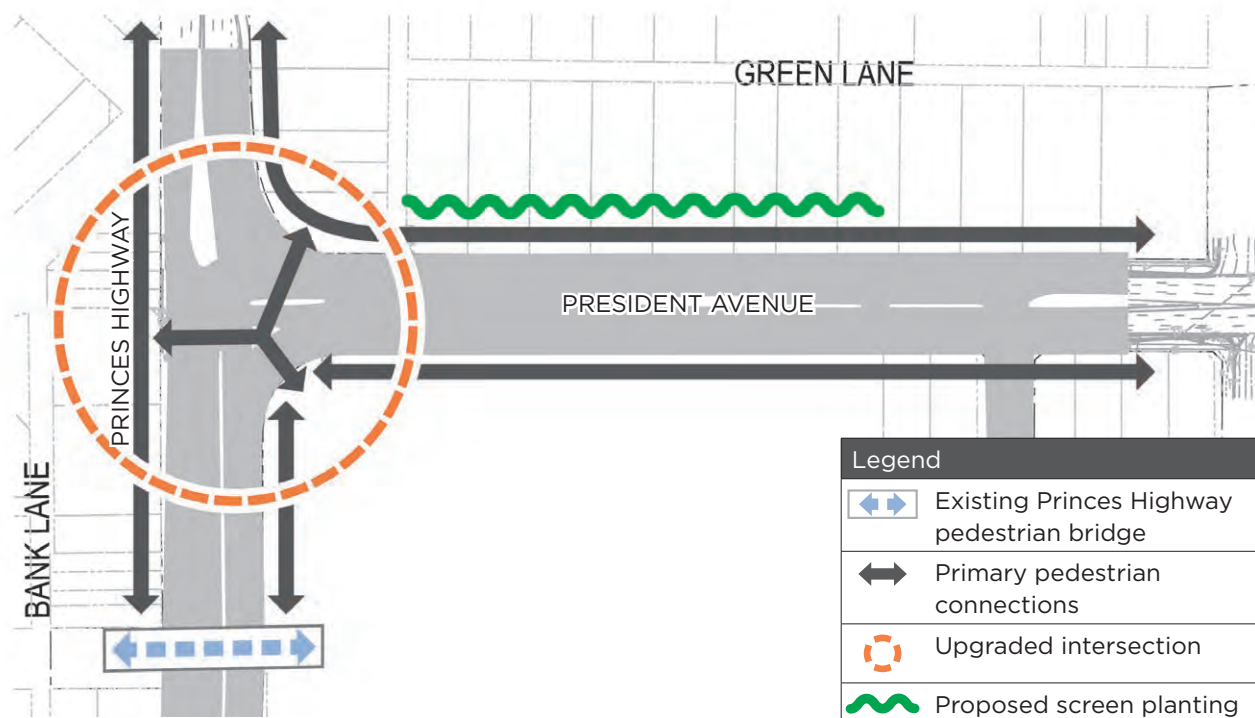 GREEN LANE
PRINCES HIGHWAY
PRESIDENT AVENUE
BANK LANE
Legend
Existing Princes Highway
pedestrian bridge
Primary pedestrian
connections
Upgraded intersection
Proposed screen planting